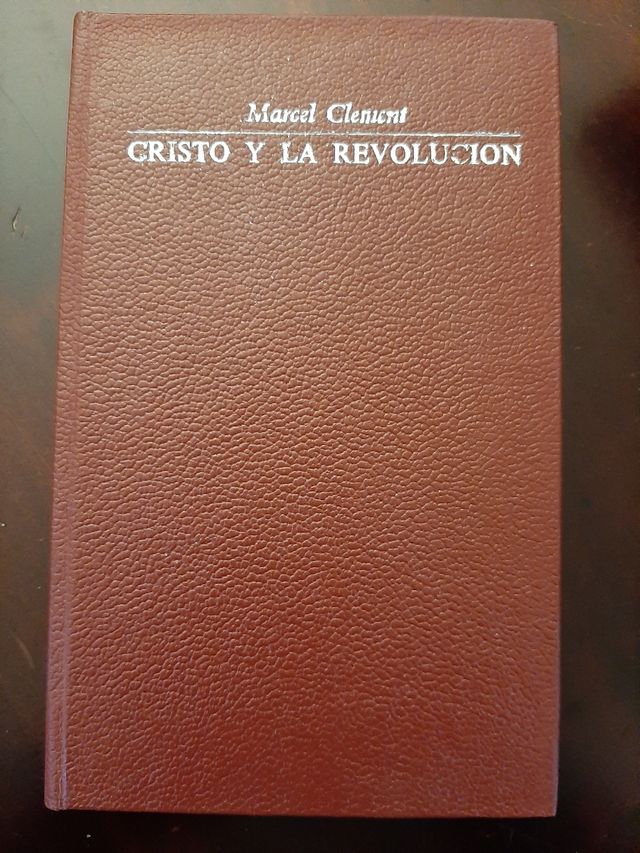 Marcel Clement
CRISTO Y LA REVOLUCION